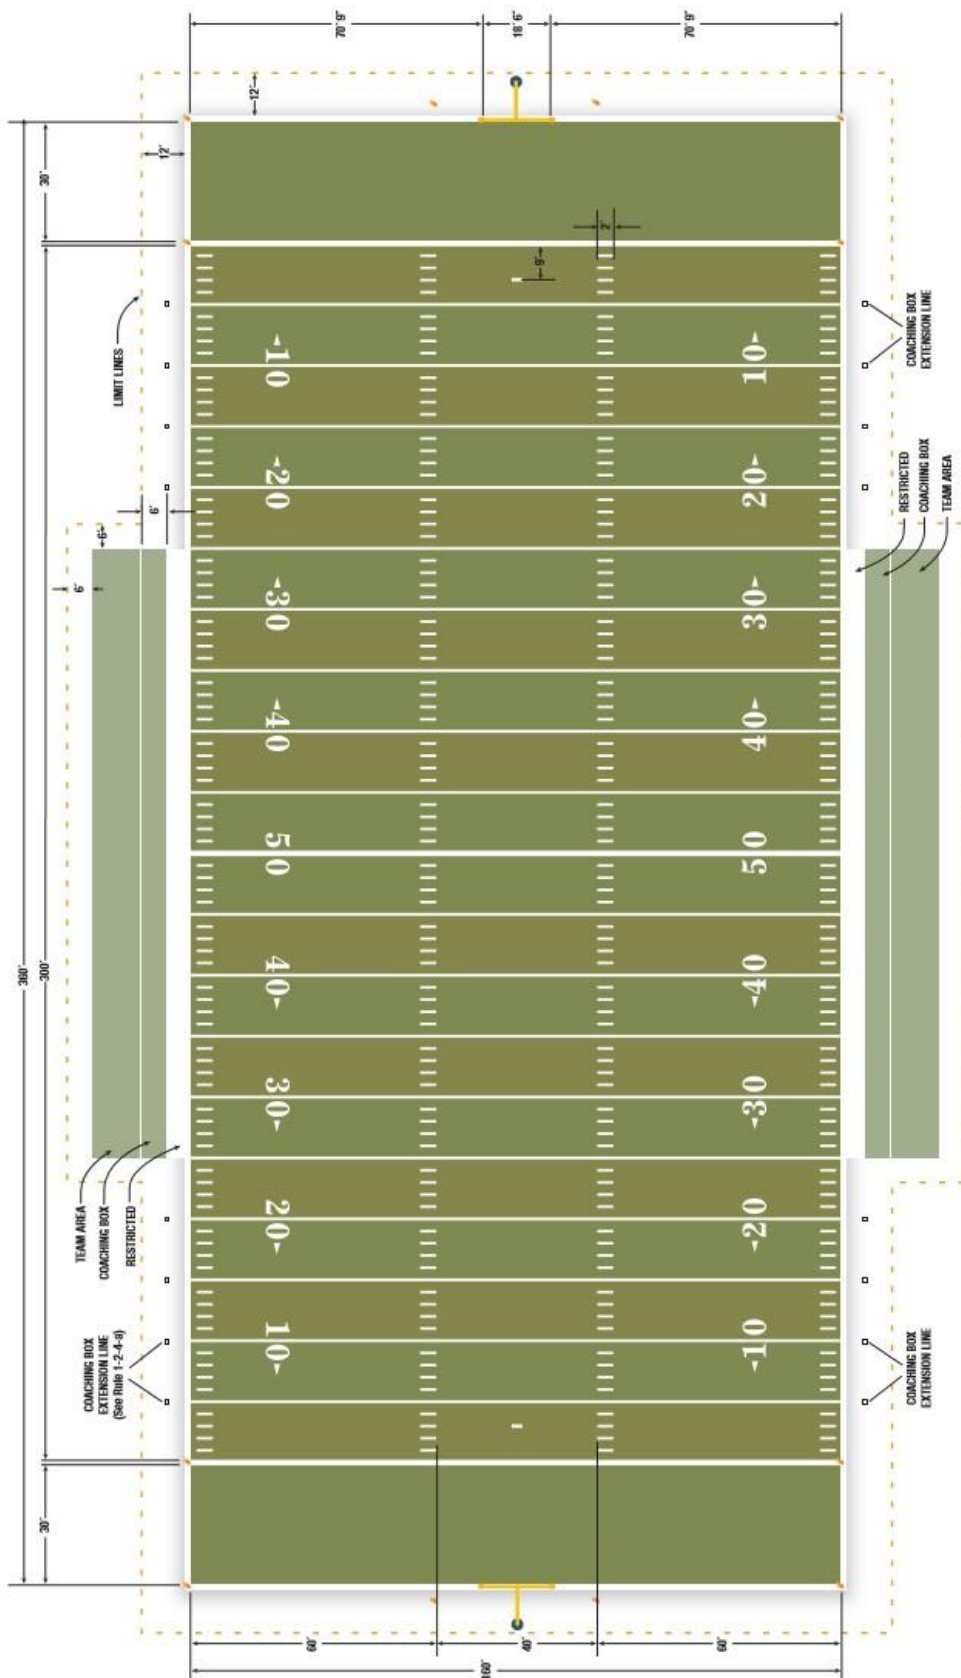 360´
30´
300´
30´
COACHING BOX
EXTENSION LINE
(See Rule 1-2-4-a)
TEAM AREA
COACHING BOX
RESTRICTED
6´
6´
6´
LIMIT LINES
12´
12´
10 20 30 40 50 40 30 20 10
160´
60´
40´
60´
9´
2´
70´ 9"
18´ 6"
70´ 9"
10 20 30 40 50 40 30 20 10
COACHING BOX
EXTENSION LINE
RESTRICTED
COACHING BOX
TEAM AREA
COACHING BOX
EXTENSION LINE